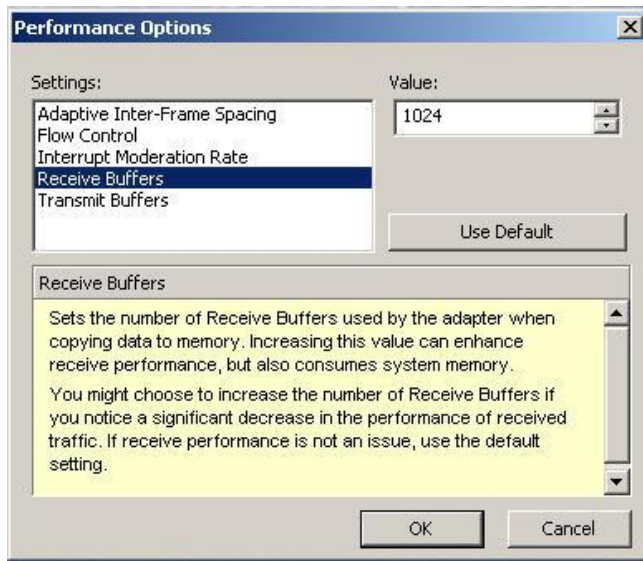 Performance Options
Settings:
Value:
Adaptive Inter-Frame Spacing
Flow Control
Interrupt Moderation Rate
Receive Buffers
Transmit Buffers
1024
Use Default
Receive Buffers
Sets the number of Receive Buffers used by the adapter when
copying data to memory. Increasing this value can enhance
receive performance, but also consumes system memory.
You might choose to increase the number of Receive Buffers if
you notice a significant decrease in the performance of received
traffic. If receive performance is not an issue, use the default
setting.
OK
Cancel